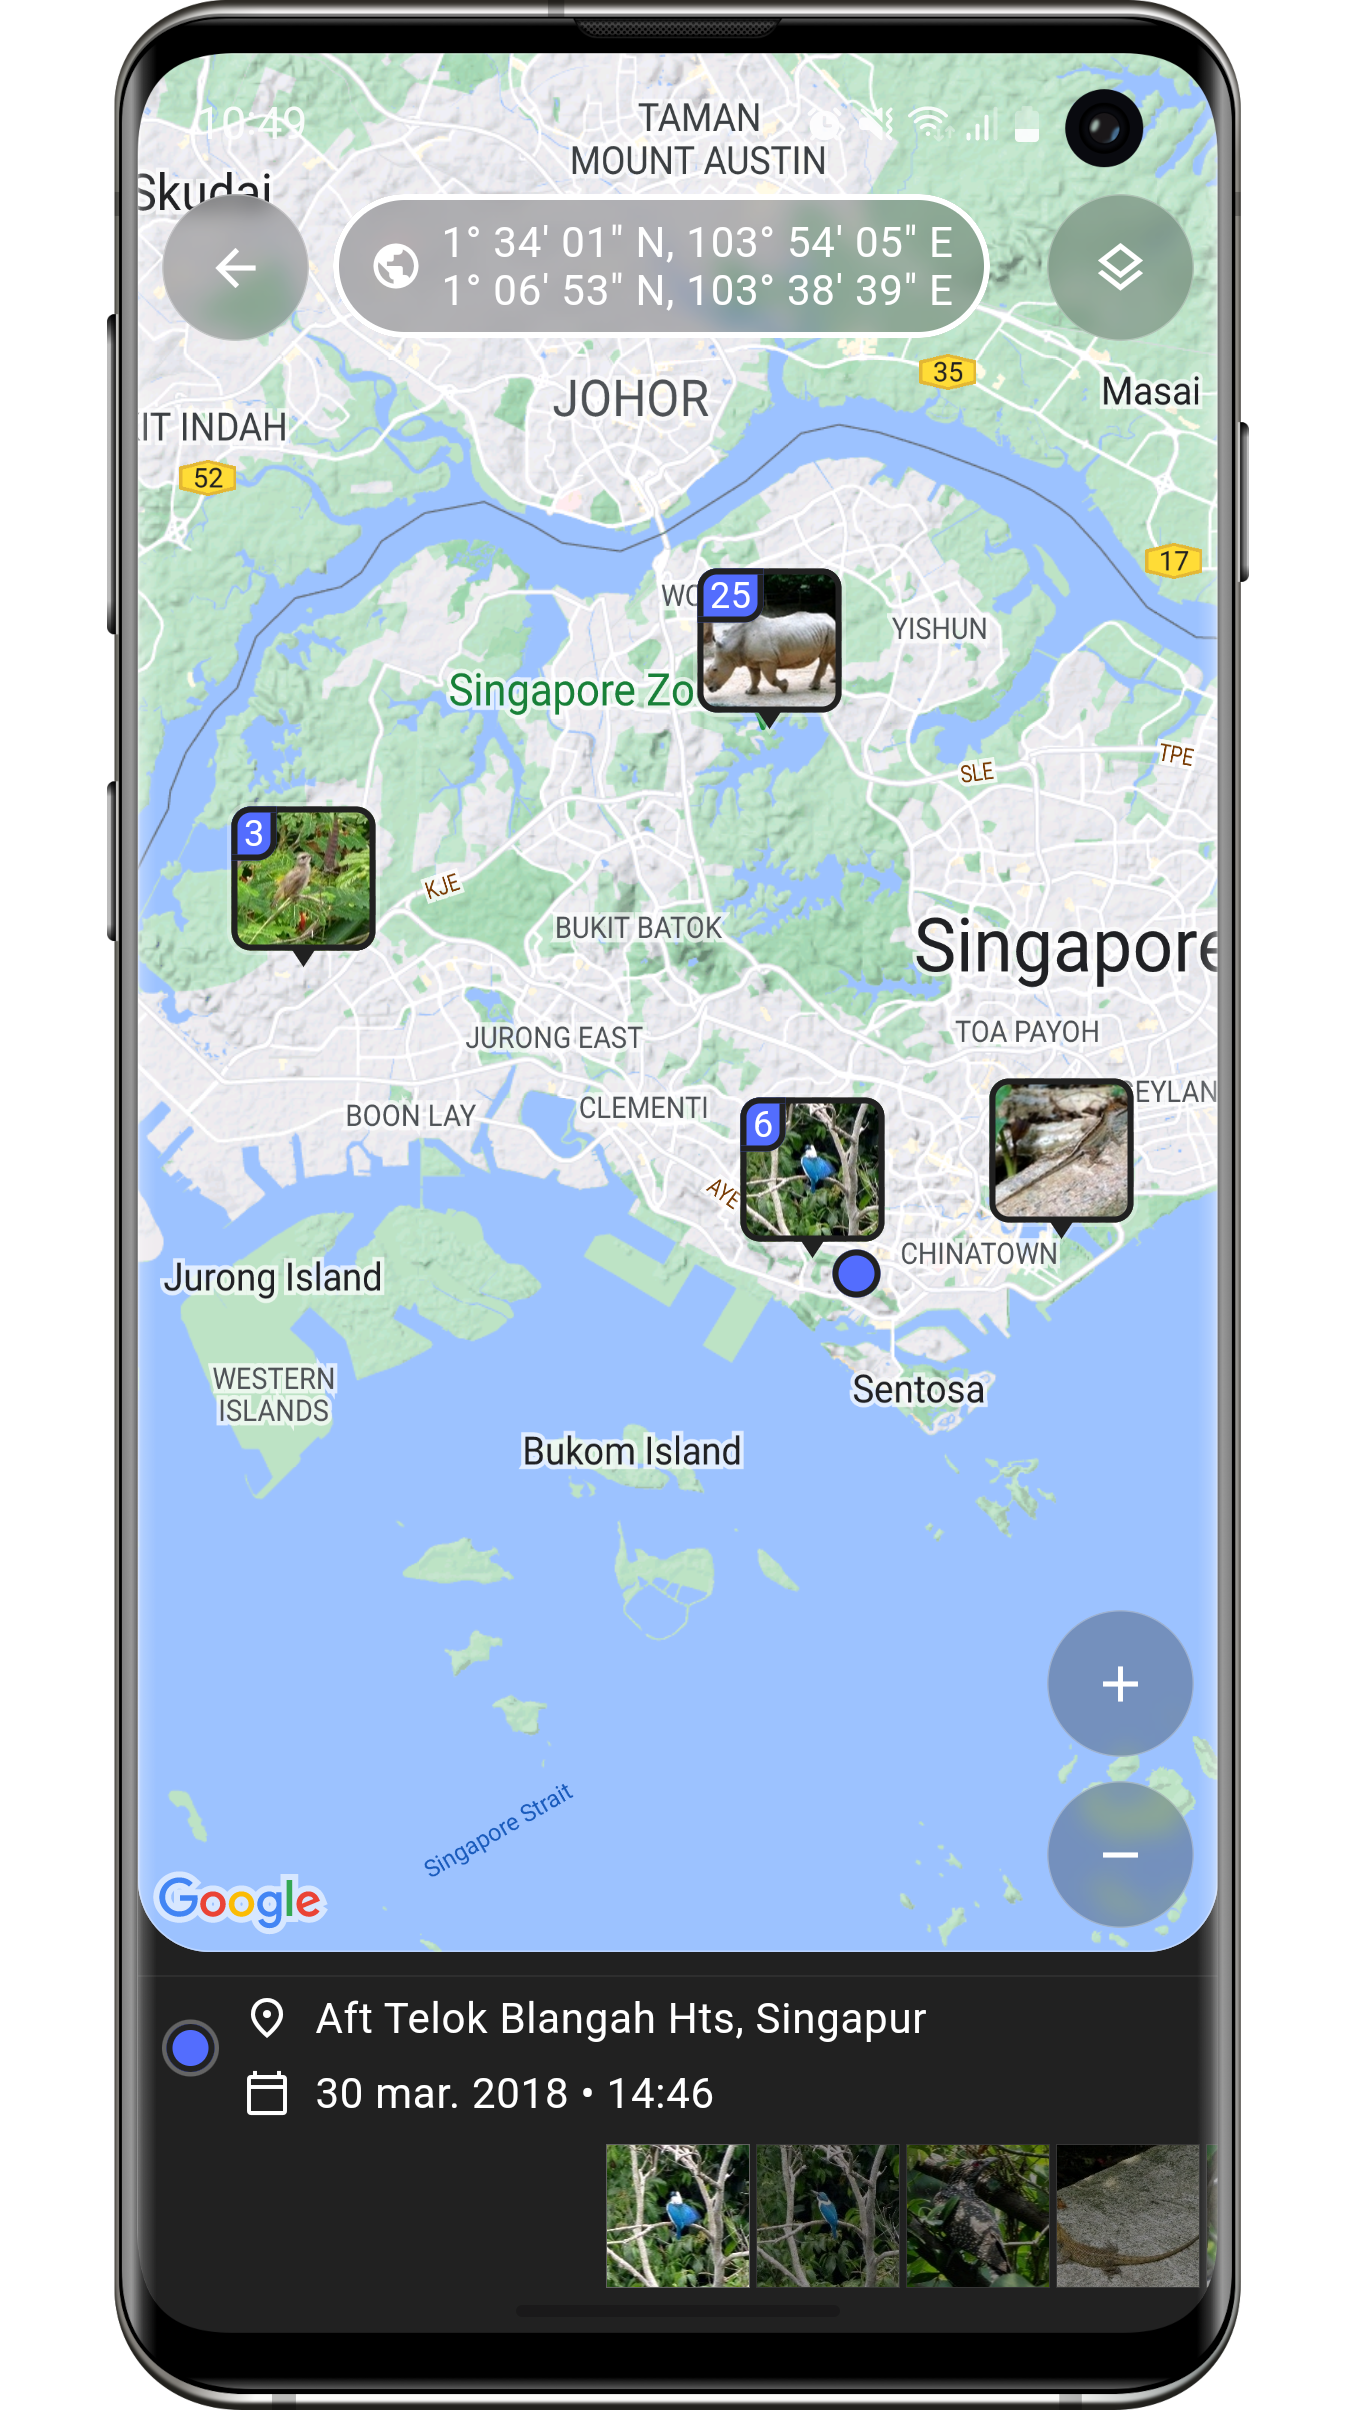 10:49
TAMAN
MOUNT AUSTIN
Skudai
1° 34' 01" N, 103° 54' 05" E
1° 06' 53" N, 103° 38' 39" E
35
Masai
JOHOR
IT INDAH
52
17
25
WO
YISHUN
Singapore Zo
SLE
TPE
3
KJE
BUKIT BATOK
Singapore
TOA PAYOH
JURONG EAST
EYLAN
CLEMENTI
BOON LAY
6
AYE
CHINATOWN
Jurong Island
WESTERN
ISLANDS
Sentosa
Bukom Island
Singapore Strait
Google
Aft Telok Blangah Hts, Singapur
30 mar. 2018 • 14:46